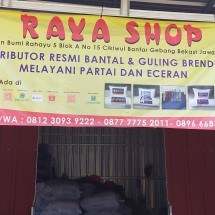 RAYA SHOP
n Bumi Rahayu 5 Blok A No 15 Cikiwul Bantar Gebang Bekasi Jawa
RIBUTOR RESMI BANTAL & GULING BREND
MELAYANI PARTAI DAN ECERAN
Ada di
/WA : 0812 3093 9222 - 0877 7775 2011 - 0896 668